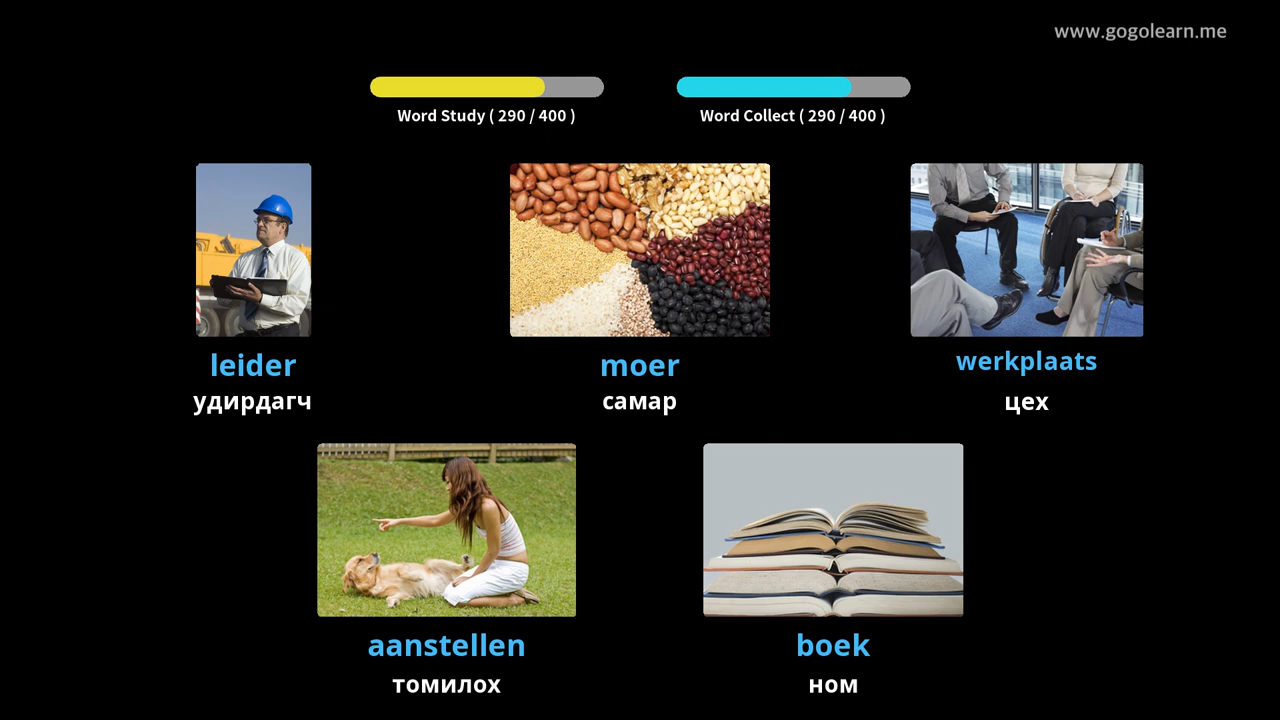 www.gogolearn.me
Word Study ( 290 / 400 )
Word Collect ( 290 / 400 )
leider
удирдагч
moer
самар
werkplaats
цех
aanstellen
томилох
boek
ном